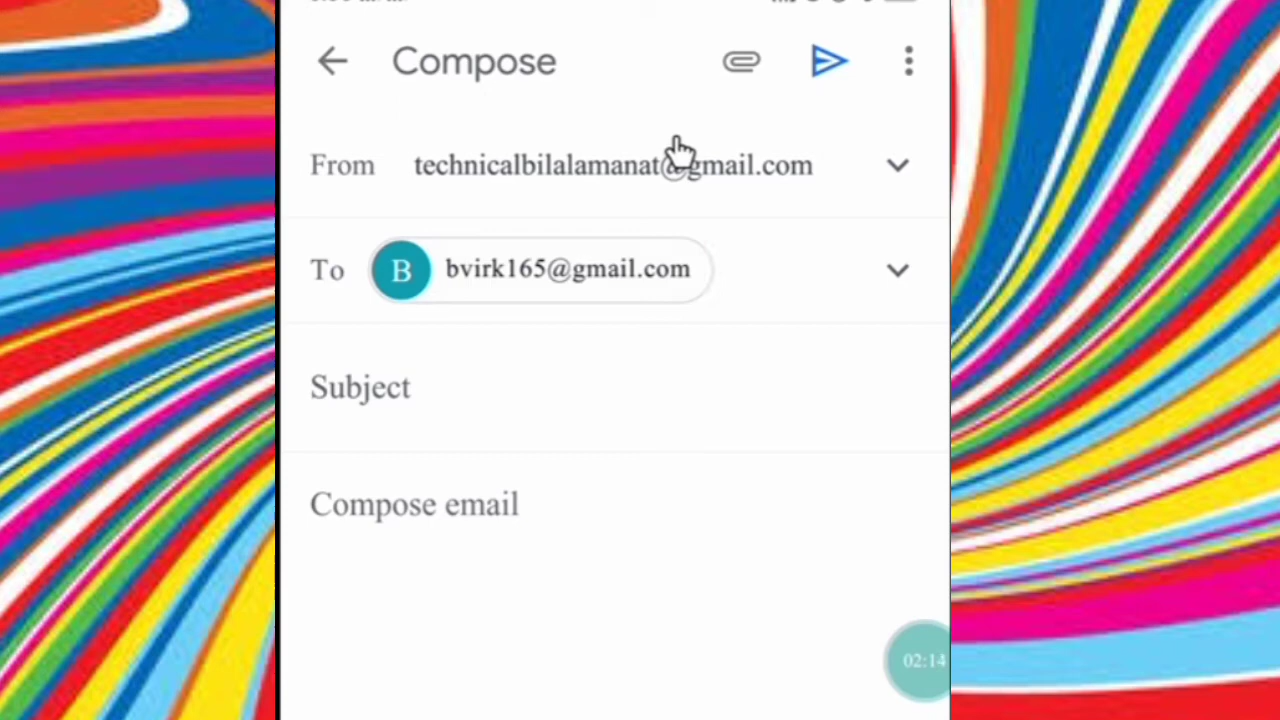 Compose
From technicalbilalamanat@gmail.com
To B bvirk165@gmail.com
Subject
Compose email
02:14